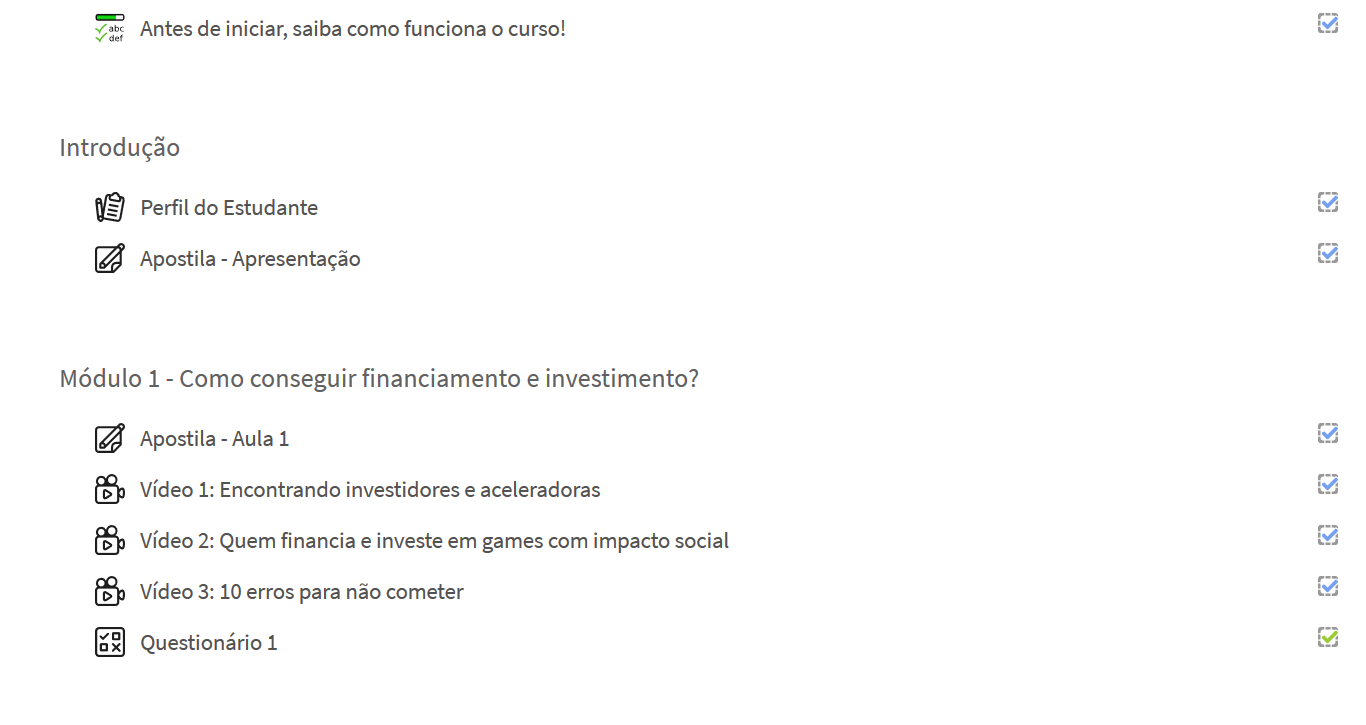 abc
def
Antes de iniciar, saiba como funciona o curso!
Introdução
Perfil do Estudante
Apostila - Apresentação
Módulo 1 - Como conseguir financiamento e investimento?
Apostila - Aula 1
Vídeo 1: Encontrando investidores e aceleradoras
Vídeo 2: Quem financia e investe em games com impacto social
Vídeo 3: 10 erros para não cometer
Questionário 1